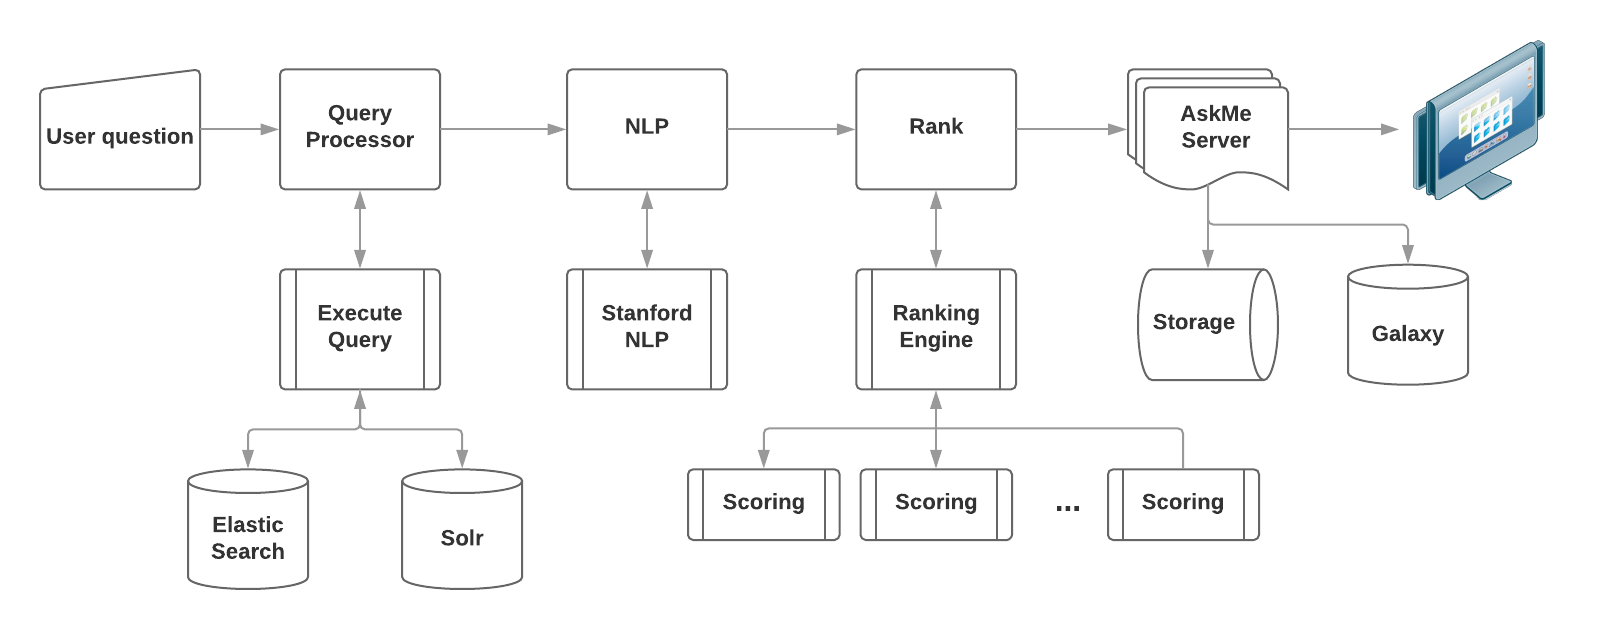 User question
Query
Processor
NLP
Rank
AskMe
Server
Execute
Query
Stanford
NLP
Ranking
Engine
Storage
Galaxy
Elastic
Search
Solr
Scoring
Scoring
...
Scoring